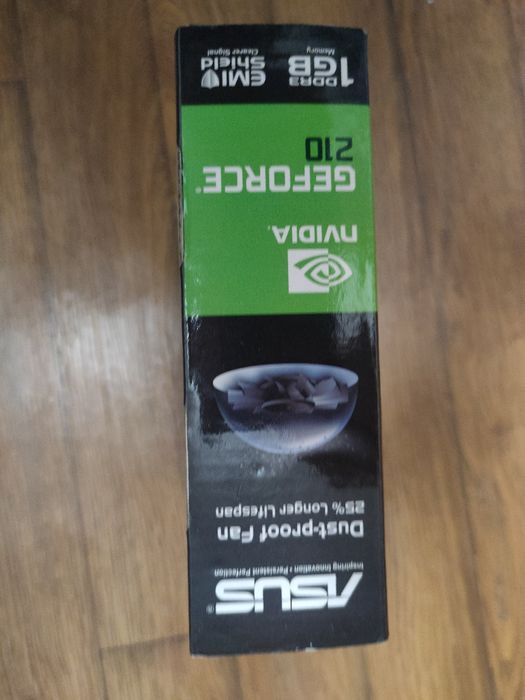 ASUS®
Inspiring Innovation • Persistent Perfection
Dust-proof Fan
25% Longer Lifespan
NVIDIA.
GEFORCE®
210
1GB
DDR3
Memory
EMI
Shield
Clearer Signal